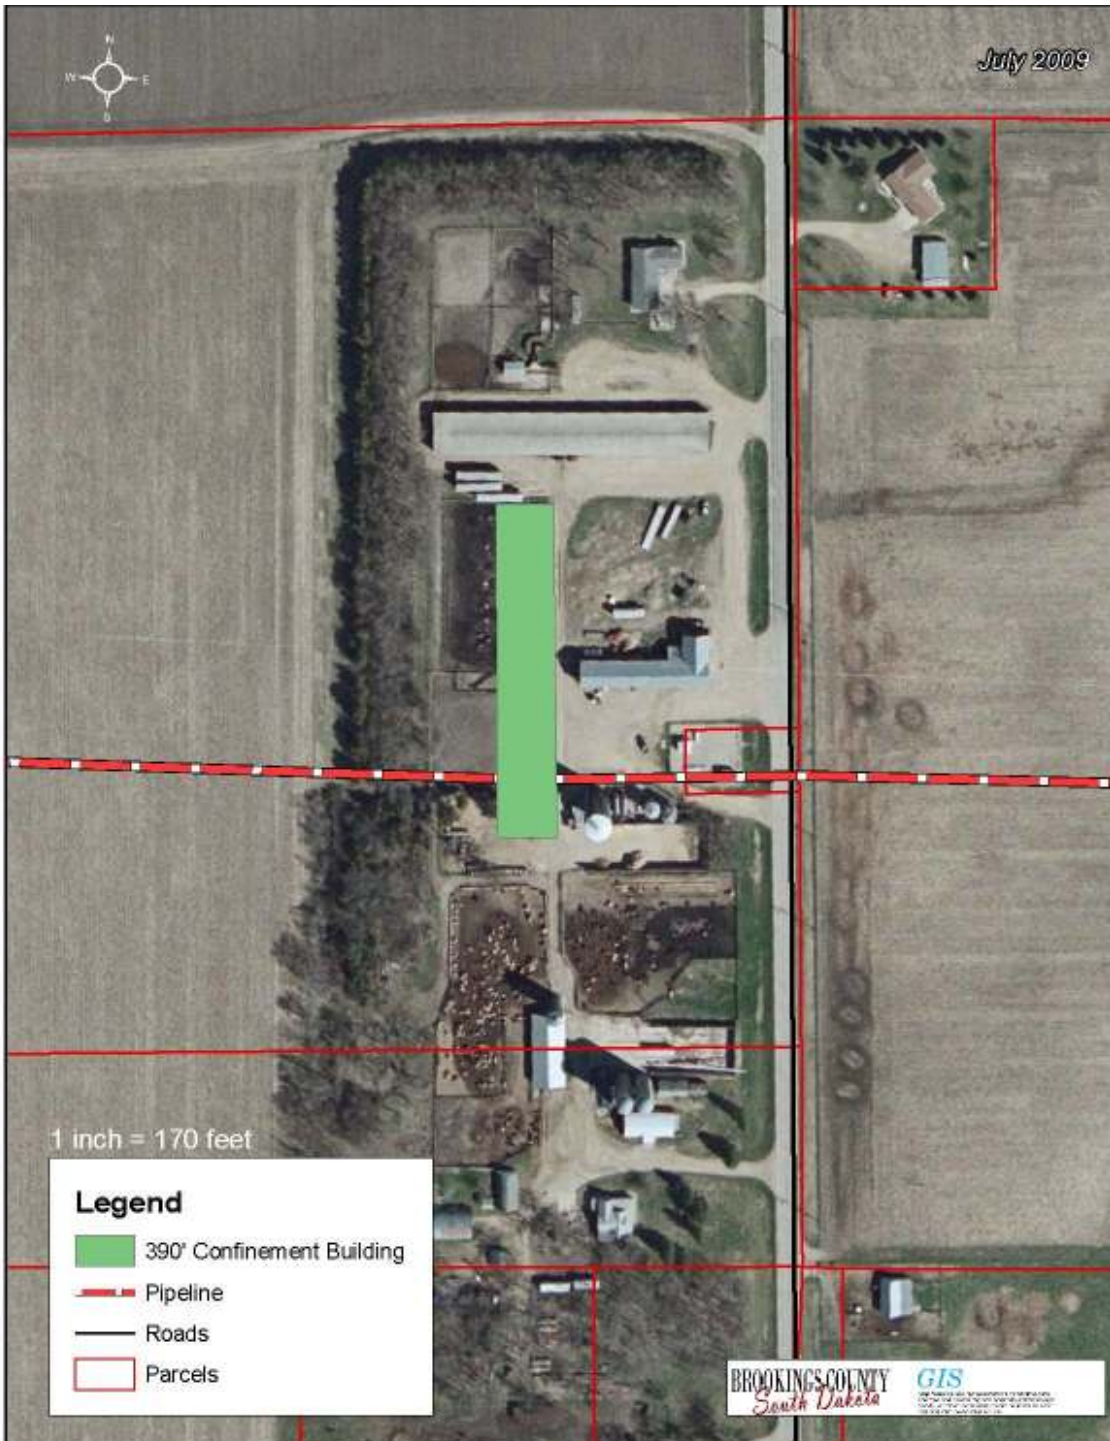 N
W E
S
July 2009
1 inch = 170 feet
Legend
390' Confinement Building
Pipeline
Roads
Parcels
BROOKINGS COUNTY
South Dakota
GIS